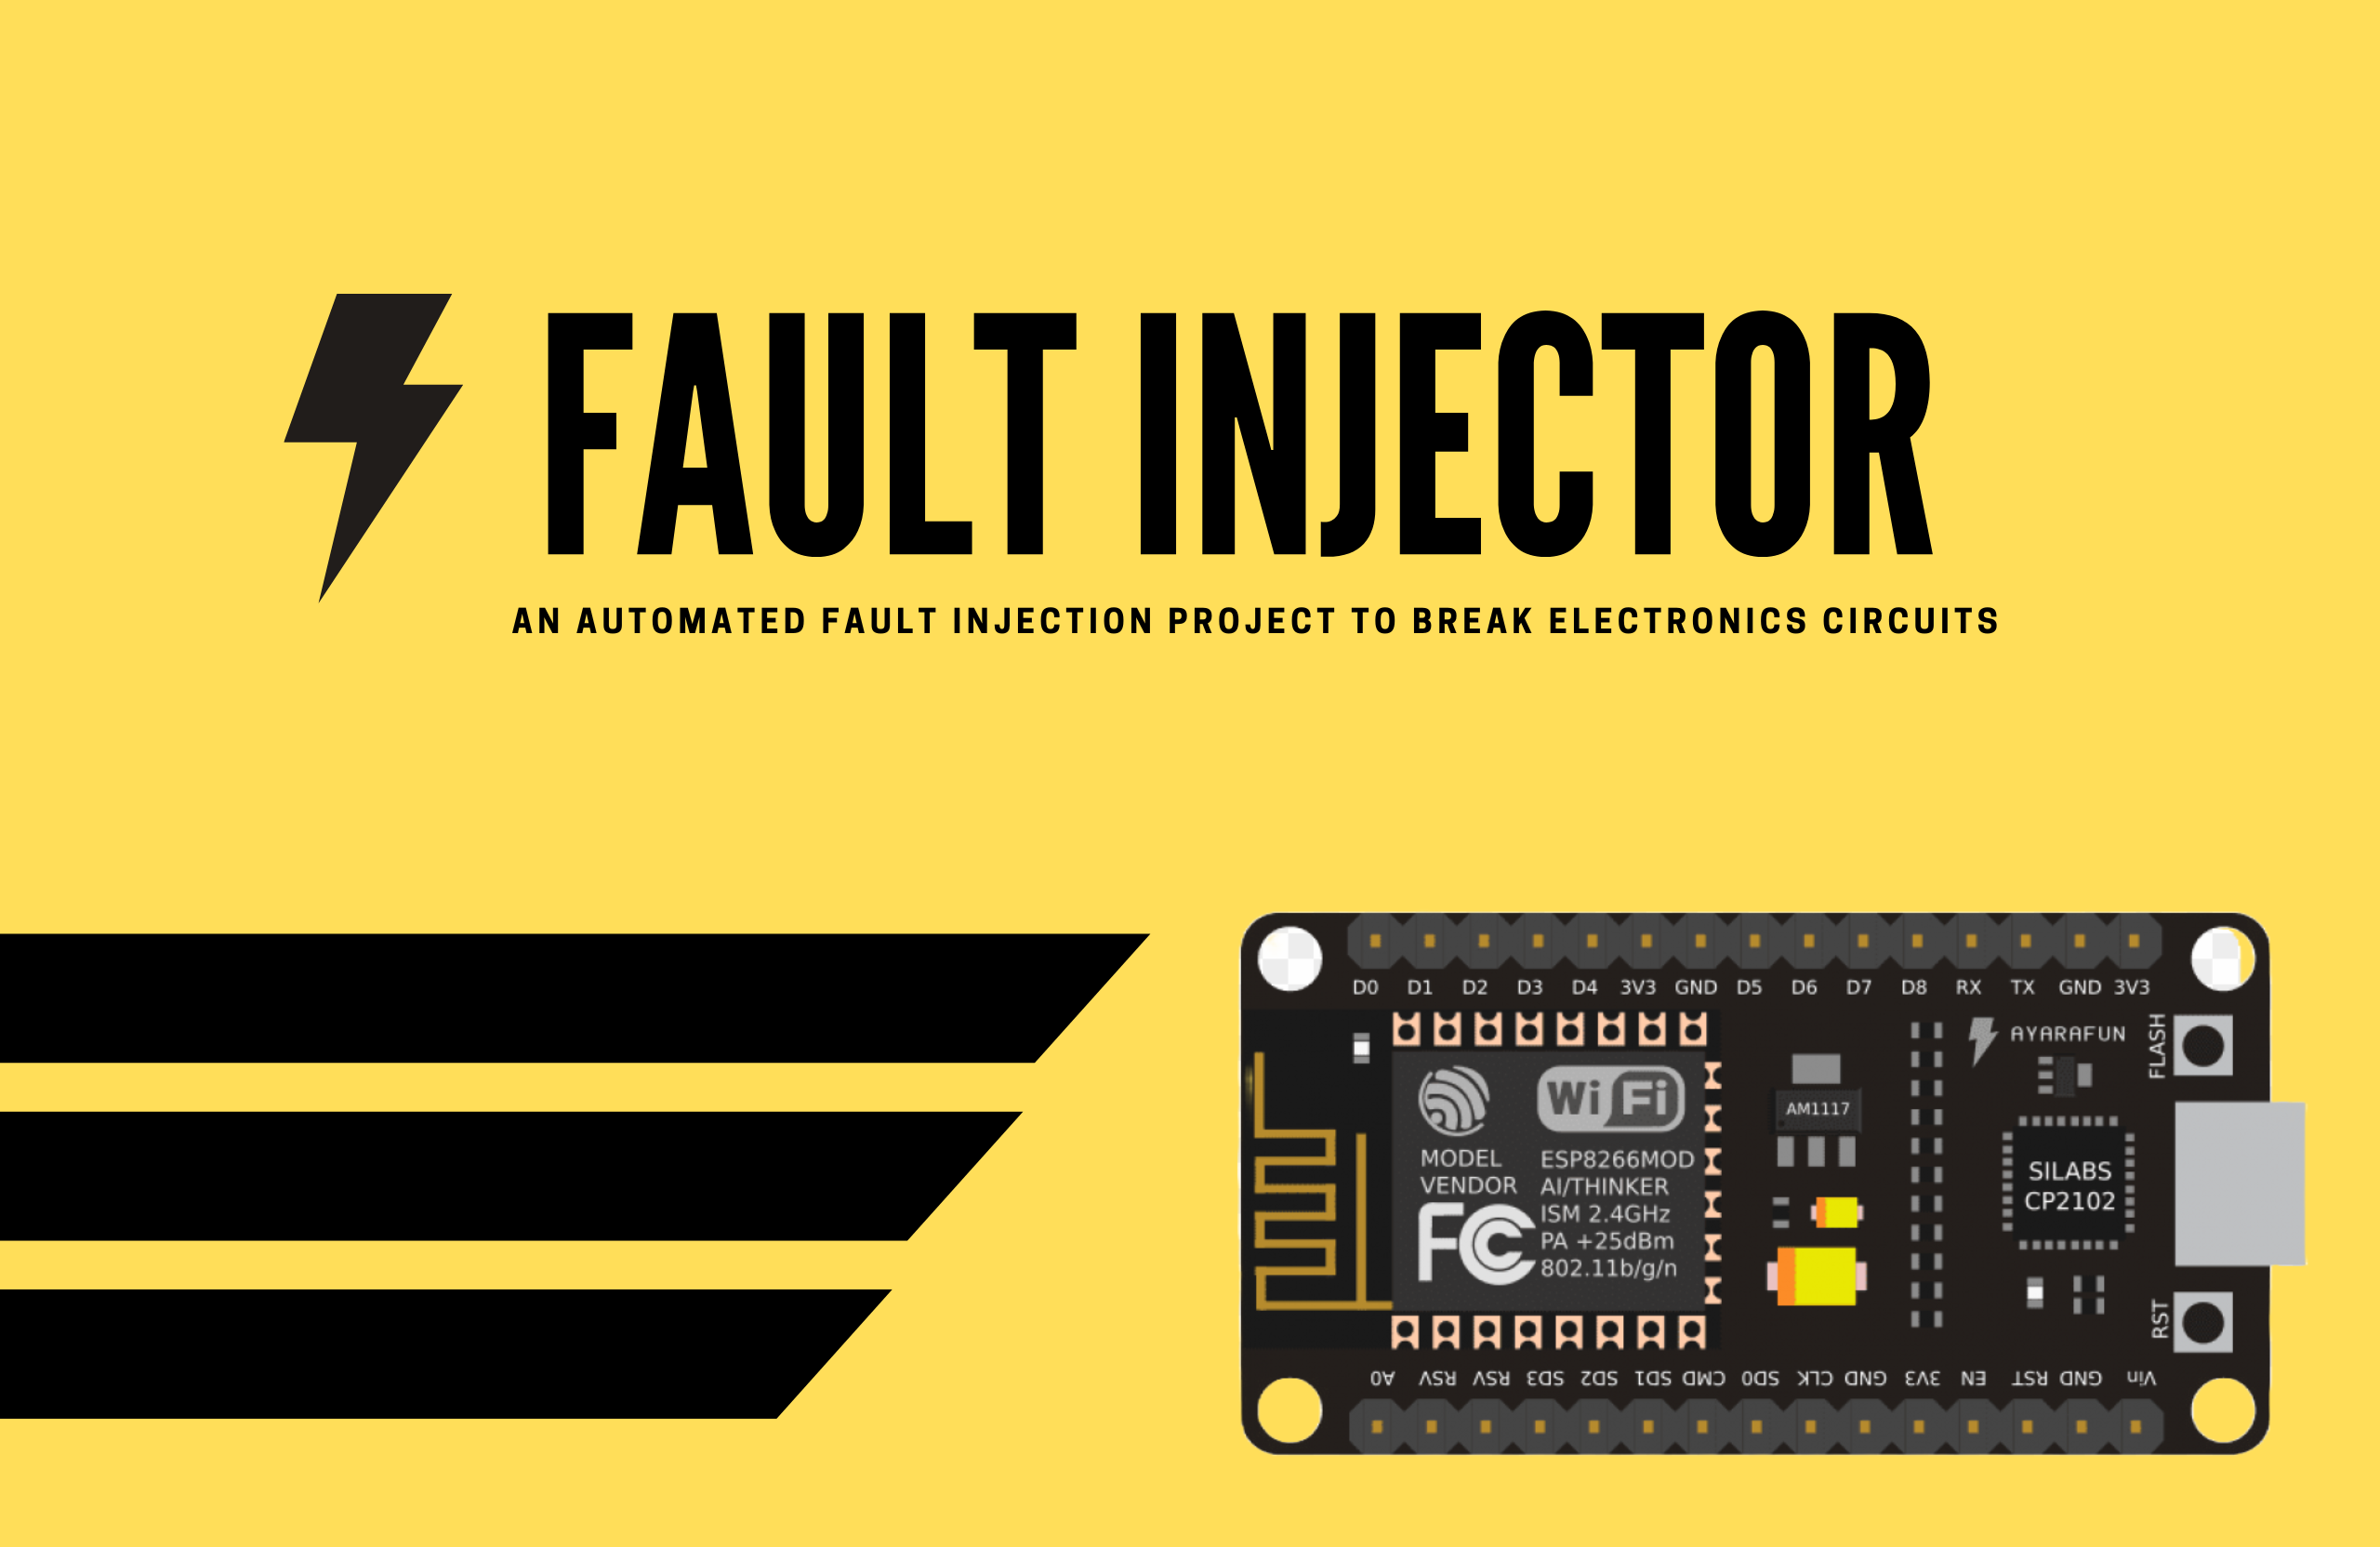 FAULT INJECTOR
AN AUTOMATED FAULT INJECTION PROJECT TO BREAK ELECTRONICS CIRCUITS
D0 D1 D2 D3 D4 3V3 GND D5 D6 D7 D8 RX TX GND 3V3
AYARAFUN
FLASH
WiFi
AM1117
MODEL ESP8266MOD
VENDOR AI/THINKER
FC ISM 2.4GHz
PA +25dBm
802.11b/g/n
SILABS
CP2102
RST
A0 RSV RSV SD3 SD2 SD1 CMD SD0 CLK GND 3V3 EN RST GND Vin